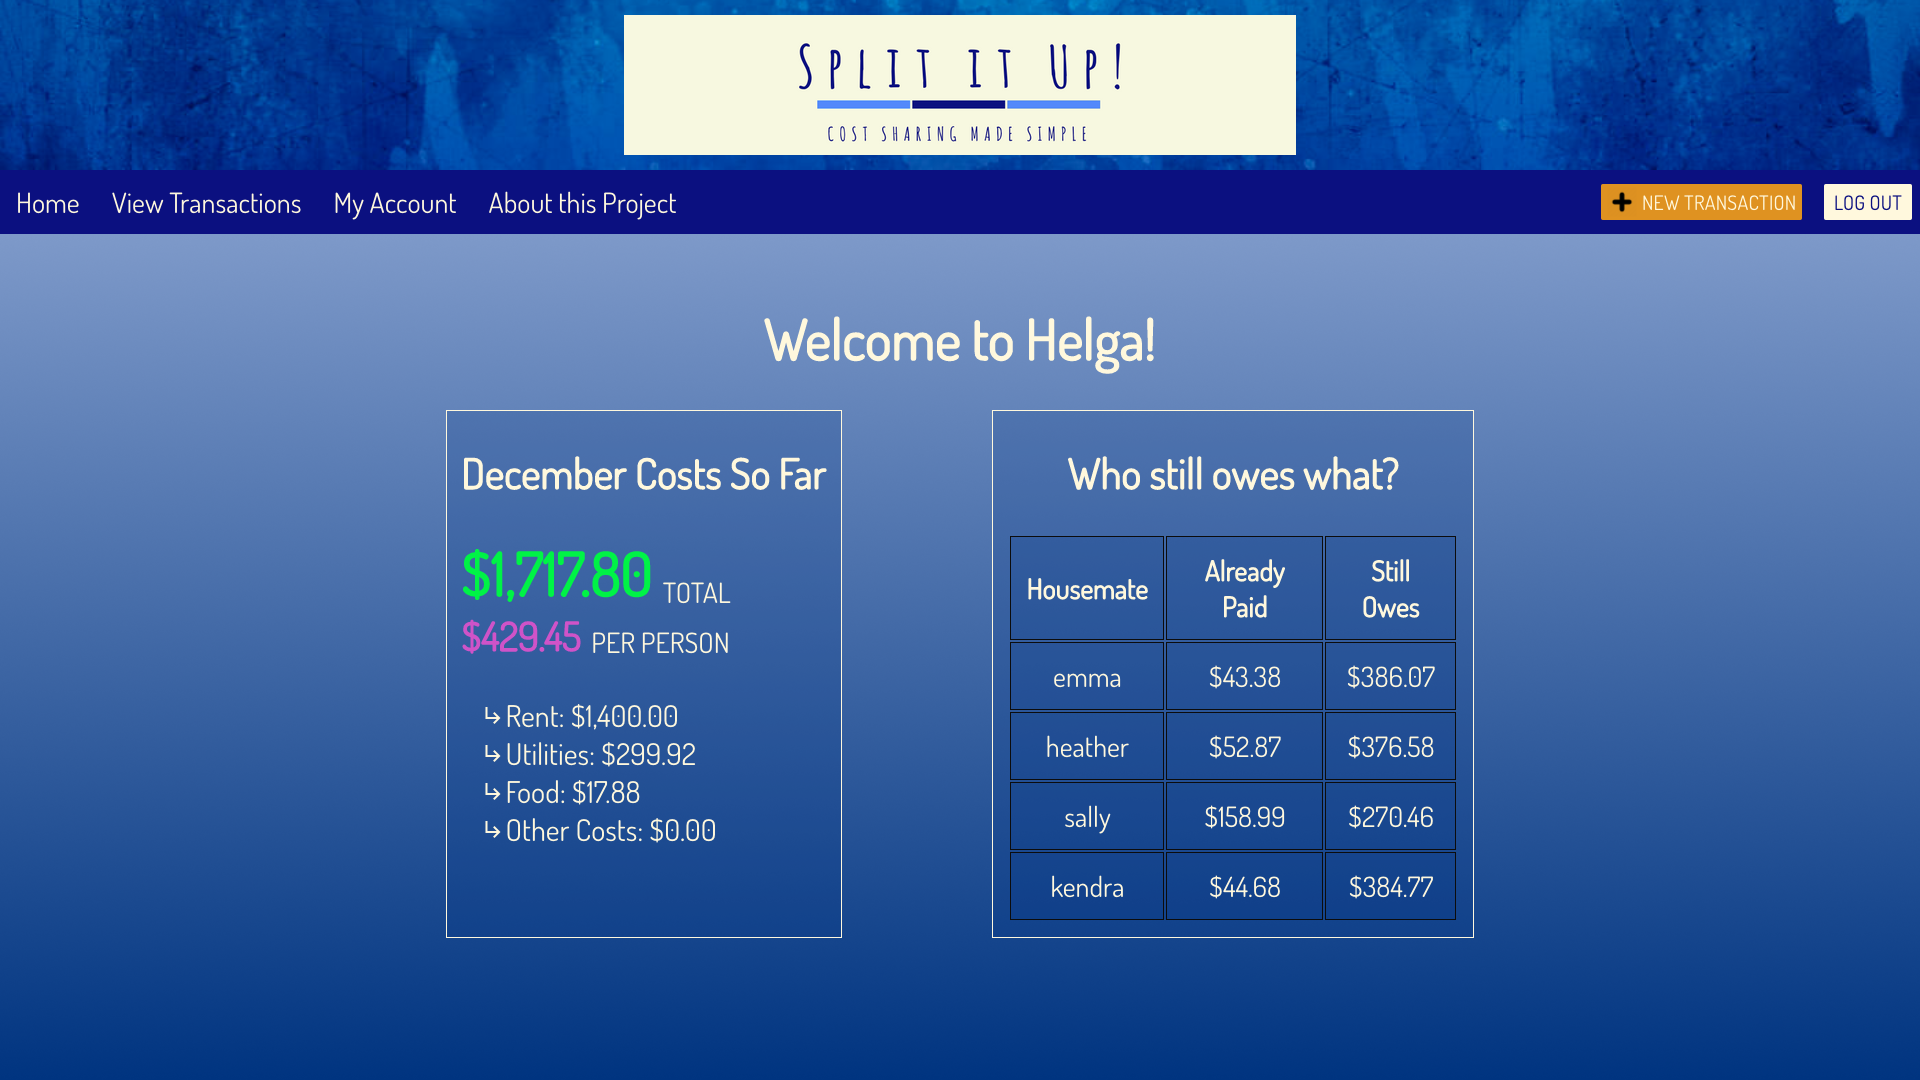 Split it Up!
COST SHARING MADE SIMPLE
Home View Transactions My Account About this Project NEW TRANSACTION LOG OUT
Welcome to Helga!
December Costs So Far
$1,717.80 TOTAL
$429.45 PER PERSON
↳ Rent: $1,400.00
↳ Utilities: $299.92
↳ Food: $17.88
↳ Other Costs: $0.00
Who still owes what?
Housemate Already Paid Still Owes
emma $43.38 $386.07
heather $52.87 $376.58
sally $158.99 $270.46
kendra $44.68 $384.77